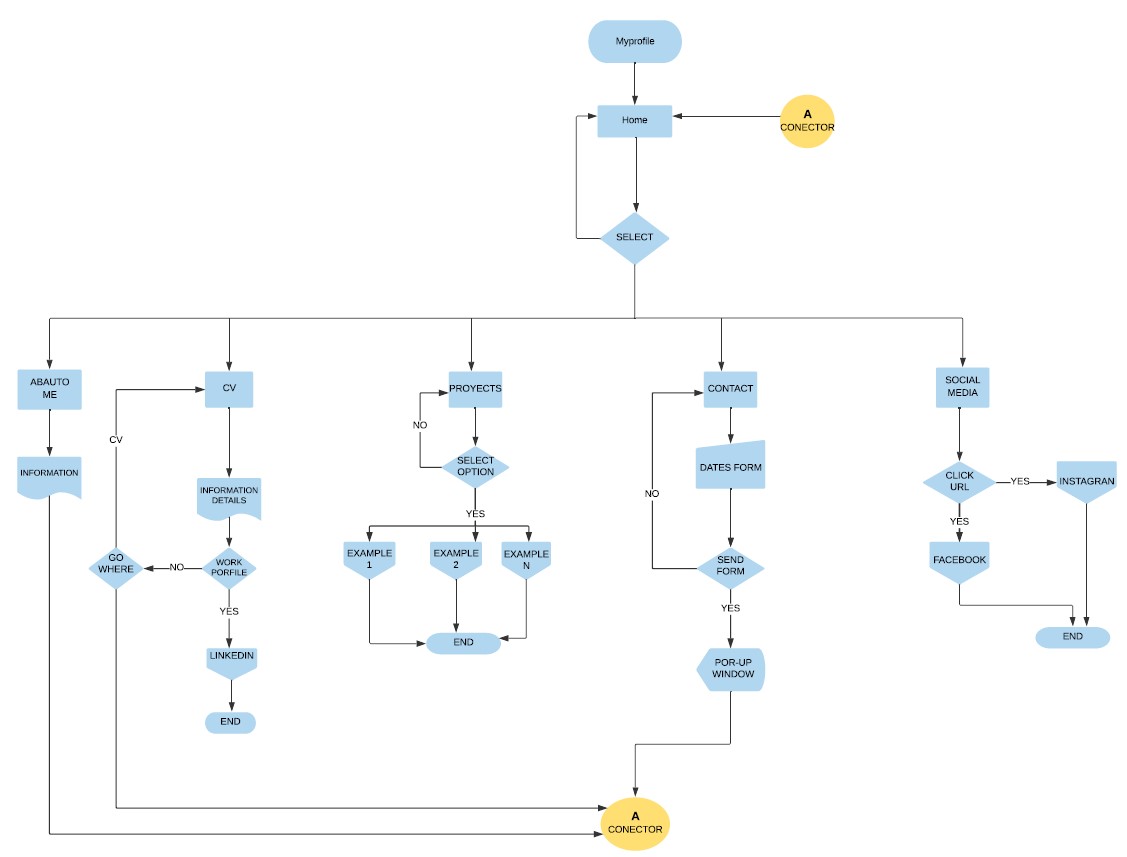 Myprofile
Home
A
CONECTOR
SELECT
ABAUTO
ME
CV
PROYECTS
CONTACT
SOCIAL
MEDIA
CV
NO
INFORMATION
SELECT
OPTION
DATES FORM
CLICK
URL
YES
INSTAGRAN
INFORMATION
DETAILS
NO
YES
YES
GO
WHERE
NO
WORK
PORFILE
EXAMPLE
1
EXAMPLE
2
EXAMPLE
N
SEND
FORM
FACEBOOK
YES
YES
LINKEDIN
END
POR-UP
WINDOW
END
END
A
CONECTOR